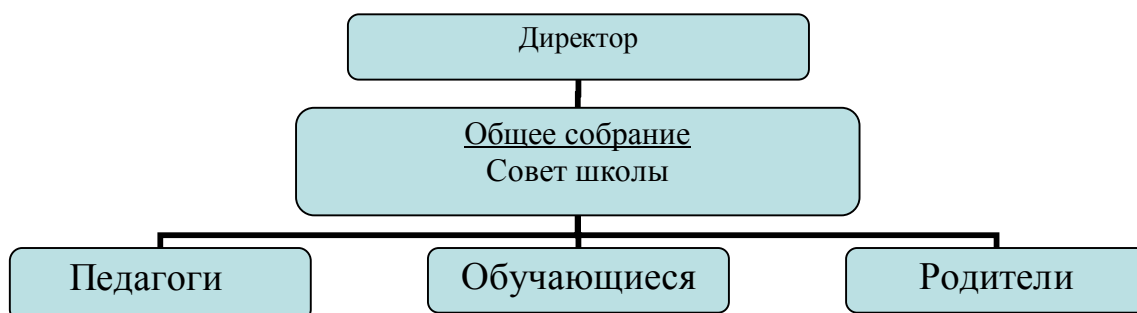 Директор
Общее собрание
Совет школы
Педагоги
Обучающиеся
Родители